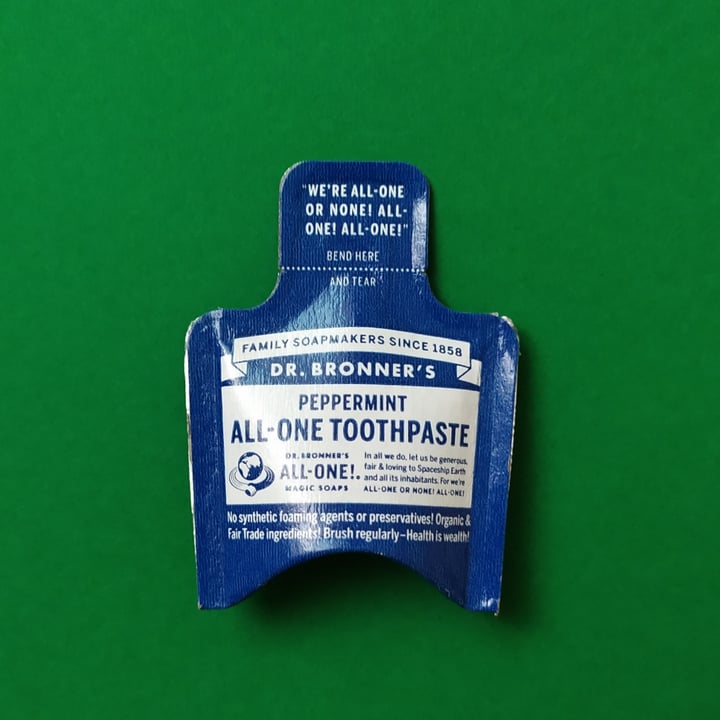 "WE'RE ALL-ONE
OR NONE! ALL-
ONE! ALL-ONE!"
BEND HERE
AND TEAR
FAMILY SOAPMAKERS SINCE 1858
DR. BRONNER'S
PEPPERMINT
ALL-ONE TOOTHPASTE
DR. BRONNER'S
ALL-ONE!
MAGIC SOAPS
In all we do, let us be generous,
fair & loving to Spaceship Earth
and all its inhabitants. For we're
ALL-ONE OR NONE! ALL-ONE!
No synthetic foaming agents or preservatives! Organic &
Fair Trade ingredients! Brush regularly–Health is wealth!